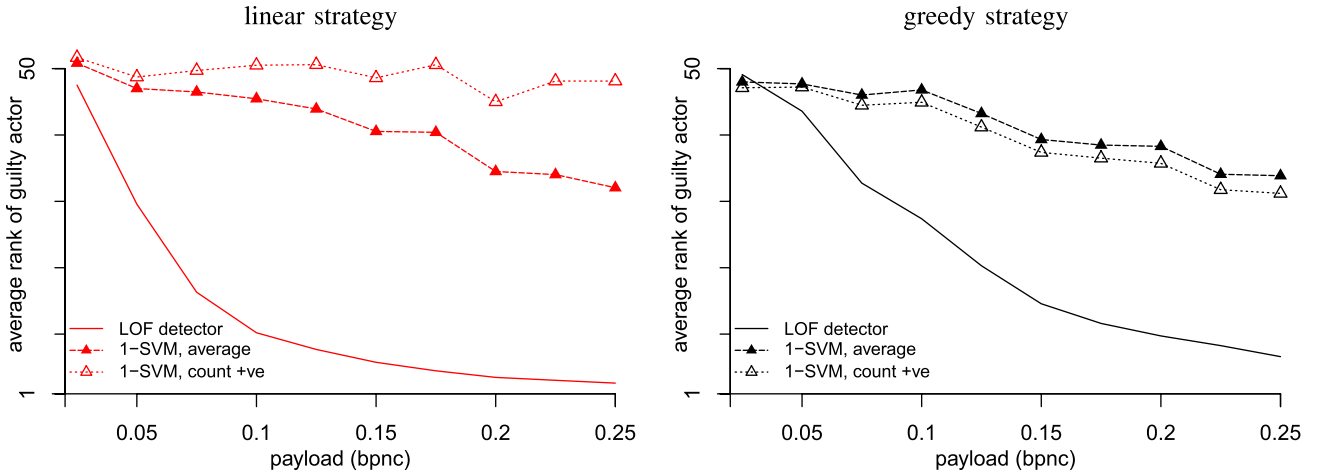 linear strategy
average rank of guilty actor
50
1
LOF detector
1−SVM, average
1−SVM, count +ve
0.05 0.1 0.15 0.2 0.25
payload (bpnc)
greedy strategy
average rank of guilty actor
50
1
LOF detector
1−SVM, average
1−SVM, count +ve
0.05 0.1 0.15 0.2 0.25
payload (bpnc)